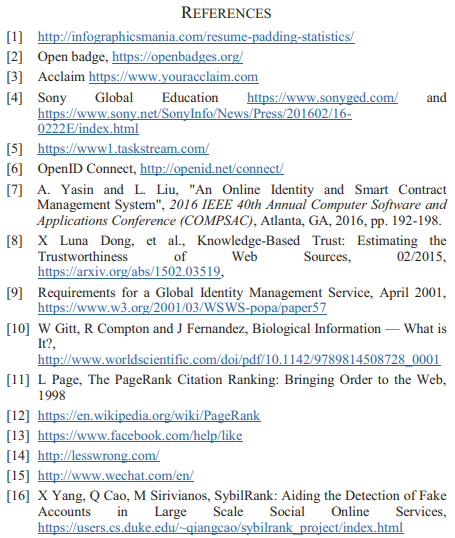 REFERENCES
[1] http://infographicsmania.com/resume-padding-statistics/
[2] Open badge, https://openbadges.org/
[3] Acclaim https://www.youracclaim.com
[4] Sony Global Education https://www.sonyged.com/ and
https://www.sony.net/SonyInfo/News/Press/201602/16-
0222E/index.html
[5] https://www1.taskstream.com/
[6] OpenID Connect, http://openid.net/connect/
[7] A. Yasin and L. Liu, "An Online Identity and Smart Contract
Management System", 2016 IEEE 40th Annual Computer Software and
Applications Conference (COMPSAC), Atlanta, GA, 2016, pp. 192-198.
[8] X Luna Dong, et al., Knowledge-Based Trust: Estimating the
Trustworthiness of Web Sources, 02/2015,
https://arxiv.org/abs/1502.03519,
[9] Requirements for a Global Identity Management Service, April 2001,
https://www.w3.org/2001/03/WSWS-popa/paper57
[10] W Gitt, R Compton and J Fernandez, Biological Information — What is
It?,
http://www.worldscientific.com/doi/pdf/10.1142/9789814508728_0001
[11] L Page, The PageRank Citation Ranking: Bringing Order to the Web,
1998
[12] https://en.wikipedia.org/wiki/PageRank
[13] https://www.facebook.com/help/like
[14] http://lesswrong.com/
[15] http://www.wechat.com/en/
[16] X Yang, Q Cao, M Sirivianos, SybilRank: Aiding the Detection of Fake
Accounts in Large Scale Social Online Services,
https://users.cs.duke.edu/~qiangcao/sybilrank_project/index.html